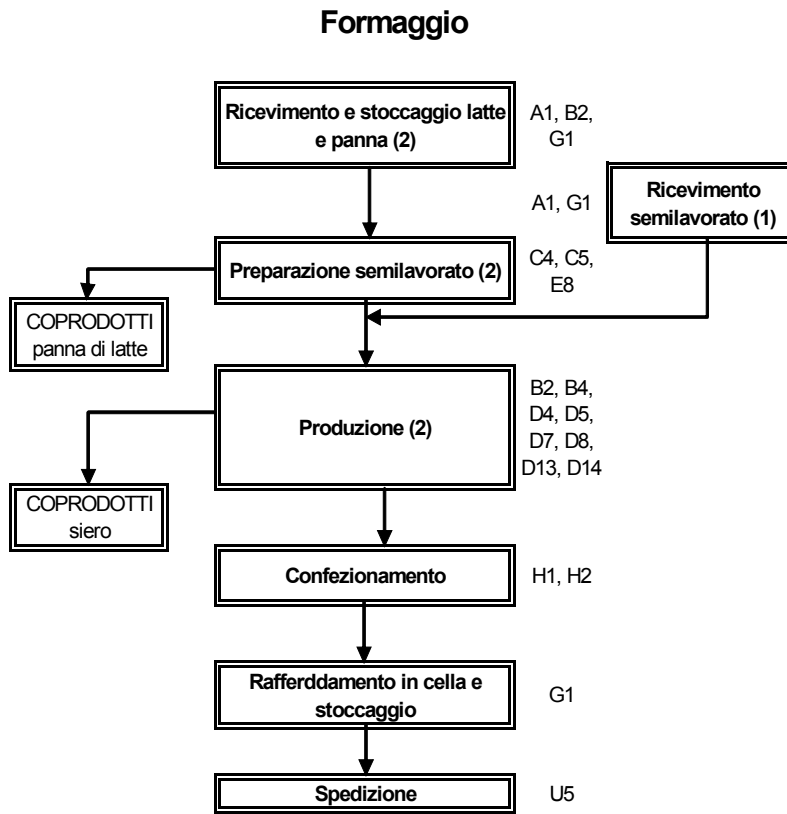 Formaggio
Ricevimento e stoccaggio latte
e panna (2)
A1, B2,
G1
A1, G1
Ricevimento
semilavorato (1)
Preparazione semilavorato (2)
C4, C5,
E8
COPRODOTTI
panna di latte
Produzione (2)
B2, B4,
D4, D5,
D7, D8,
D13, D14
COPRODOTTI
siero
Confezionamento
H1, H2
Rafferddamento in cella e
stoccaggio
G1
Spedizione
U5